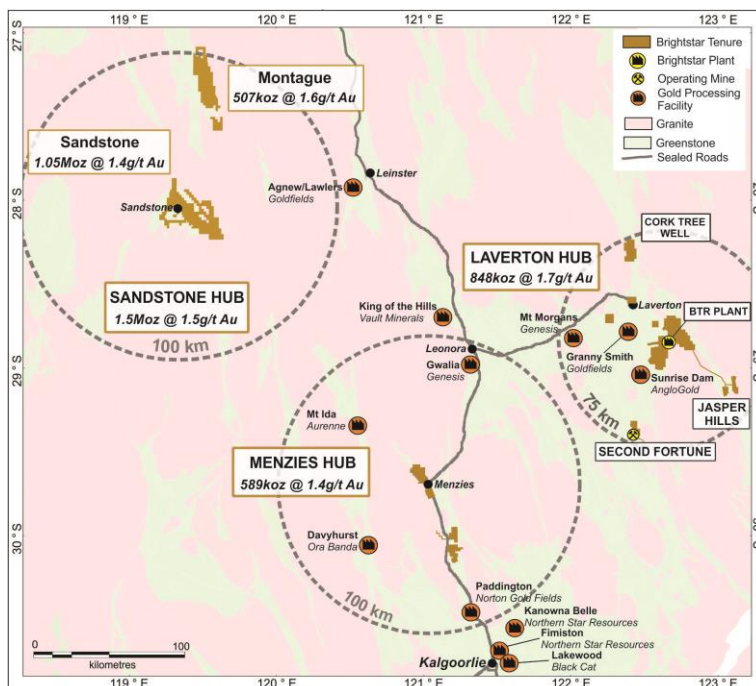 119° E
120° E
121° E
122° E
123° E
27° S
Brightstar Tenure
Brightstar Plant
Operating Mine
Gold Processing
Facility
Granite
Greenstone
Sealed Roads
Montague
507koz @ 1.6g/t Au
Sandstone
1.05Moz @ 1.4g/t Au
Leinster
Agnew/Lawlers
Goldfields
28° S
Sandstone
CORK TREE
WELL
LAVERTON HUB
848koz @ 1.7g/t Au
SANDSTONE HUB
1.5Moz @ 1.5g/t Au
King of the Hills
Vault Minerals
Laverton
Mt Morgans
Genesis
BTR PLANT
100 km
Leonora
Granny Smith
Goldfields
29° S
Gwalia
Genesis
Sunrise Dam
AngloGold
75 km
JASPER
HILLS
Mt Ida
Aurenne
SECOND FORTUNE
MENZIES HUB
589koz @ 1.4g/t Au
Menzies
30° S
Davyhurst
Ora Banda
100 km
Paddington
Norton Gold Fields
Kanowna Belle
Northern Star Resources
Fimiston
Northern Star Resources
Kalgoorlie
Lakewood
Black Cat
0
100
kilometres
119° E
120° E
121° E
122° E
123° E